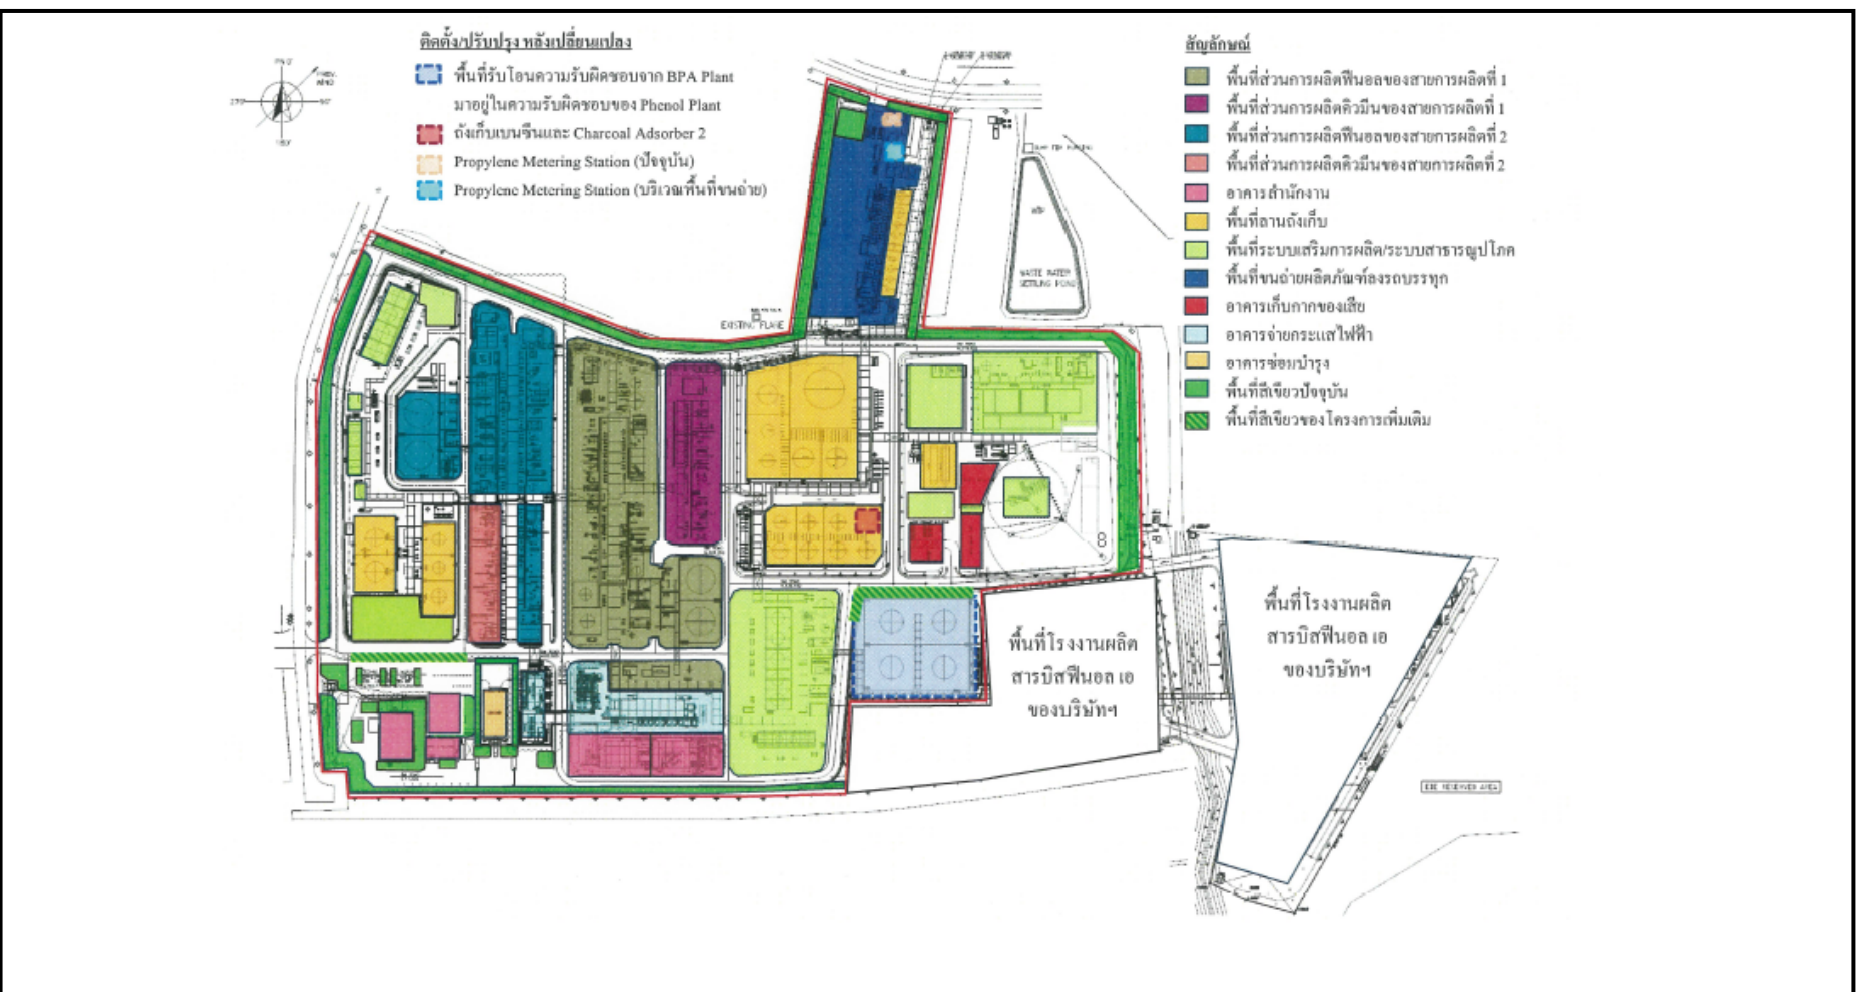 ติดตั้ง/ปรับปรุง หลังเปลี่ยนแปลง
พื้นที่รับโอนความรับผิดชอบจาก BPA Plant
มาอยู่ในความรับผิดชอบของ Phenol Plant
ถังเก็บเบนซีนและ Charcoal Adsorber 2
Propylene Metering Station (ปัจจุบัน)
Propylene Metering Station (บริเวณพื้นที่ขนถ่าย)
สัญลักษณ์
พื้นที่ส่วนการผลิตฟีนอลของสายการผลิตที่ 1
พื้นที่ส่วนการผลิตคิวมีนของสายการผลิตที่ 1
พื้นที่ส่วนการผลิตฟีนอลของสายการผลิตที่ 2
พื้นที่ส่วนการผลิตคิวมีนของสายการผลิตที่ 2
อาคารสำนักงาน
พื้นที่ลานถังเก็บ
พื้นที่ระบบเสริมการผลิต/ระบบสาธารณูปโภค
พื้นที่ขนถ่ายผลิตภัณฑ์ลงรถบรรทุก
อาคารเก็บกากของเสีย
อาคารจ่ายกระแสไฟฟ้า
อาคารซ่อมบำรุง
พื้นที่สีเขียวปัจจุบัน
พื้นที่สีเขียวของโครงการเพิ่มเติม
WASTE WATER
SETTLING POND
EXISTING FLARE
พื้นที่โรงงานผลิต
สารบิสฟีนอล เอ
ของบริษัทฯ
พื้นที่โรงงานผลิต
สารบิสฟีนอล เอ
ของบริษัทฯ
RESERVED AREA